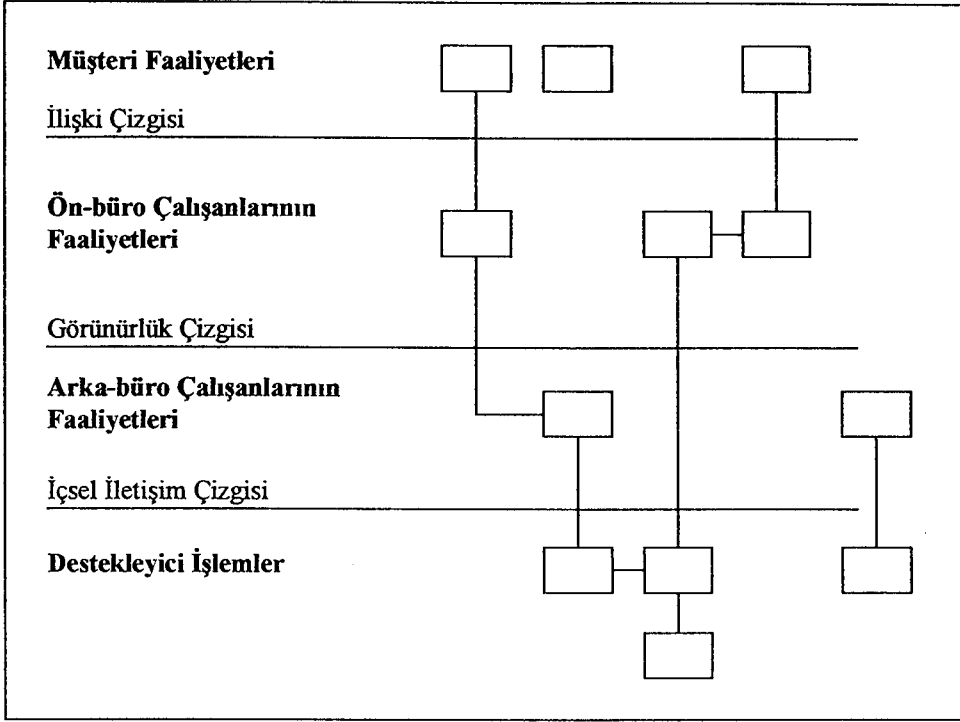 Müşteri Faaliyetleri
İlişki Çizgisi
Ön-büro Çalışanlarının
Faaliyetleri
Görünürlük Çizgisi
Arka-büro Çalışanlarının
Faaliyetleri
İçsel İletişim Çizgisi
Destekleyici İşlemler